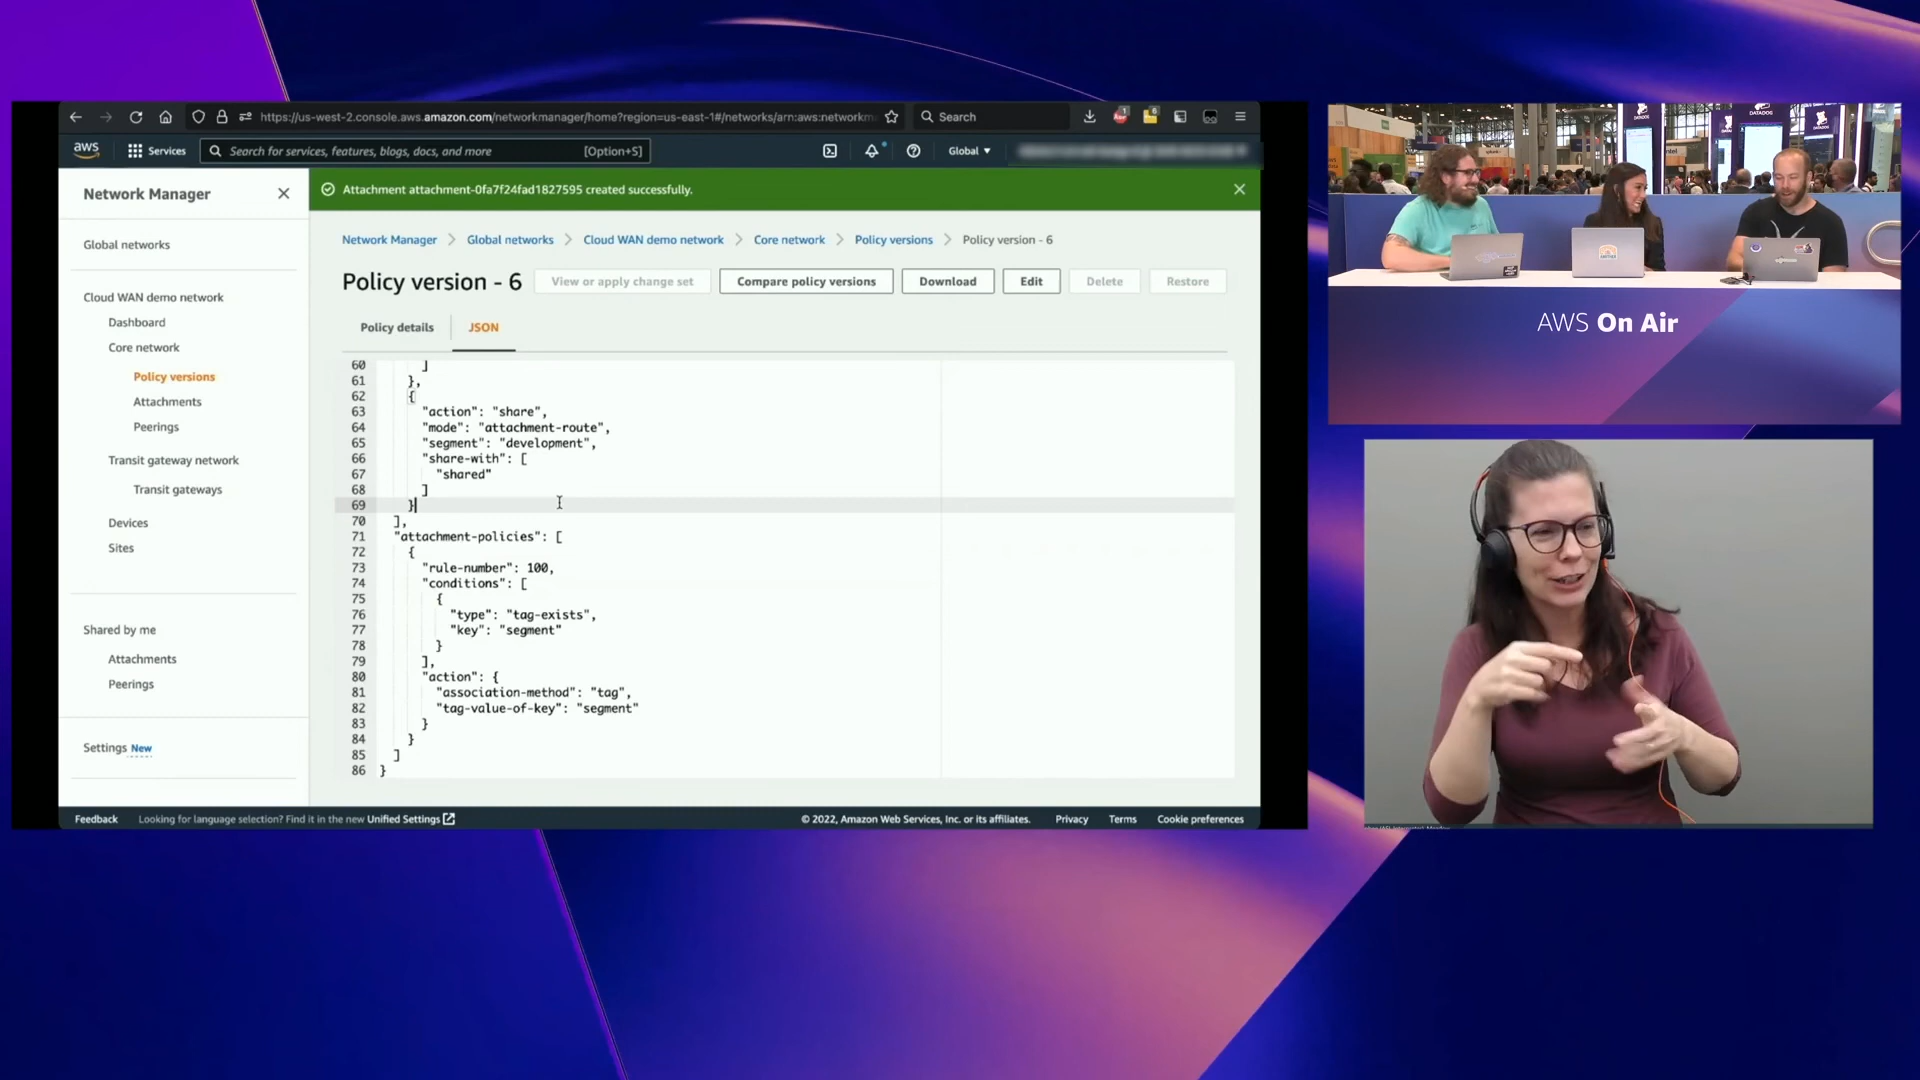 https://us-west-2.console.aws.amazon.com/networkmanager/home?region=us-east-1#/networks/arn:aws:networkm
Search
1
6
aws
Services
Search for services, features, blogs, docs, and more
[Option+S]
Global
Network Manager
Global networks
Cloud WAN demo network
Dashboard
Core network
Policy versions
Attachments
Peerings
Transit gateway network
Transit gateways
Devices
Sites
Shared by me
Attachments
Peerings
Settings New
Attachment attachment-0fa7f24fad1827595 created successfully.
Network Manager > Global networks > Cloud WAN demo network > Core network > Policy versions > Policy version - 6
Policy version - 6
View or apply change set
Compare policy versions
Download
Edit
Delete
Restore
Policy details
JSON
60 ]
61 },
62 {
63 "action": "share",
64 "mode": "attachment-route",
65 "segment": "development",
66 "share-with": [
67 "shared"
68 ]
69 }
70 ],
71 "attachment-policies": [
72 {
73 "rule-number": 100,
74 "conditions": [
75 {
76 "type": "tag-exists",
77 "key": "segment"
78 }
79 ],
80 "action": {
81 "association-method": "tag",
82 "tag-value-of-key": "segment"
83 }
84 }
85 ]
86 }
Feedback
Looking for language selection? Find it in the new Unified Settings
© 2022, Amazon Web Services, Inc. or its affiliates.
Privacy
Terms
Cookie preferences
DATADOG
DATADOG
AWS On Air